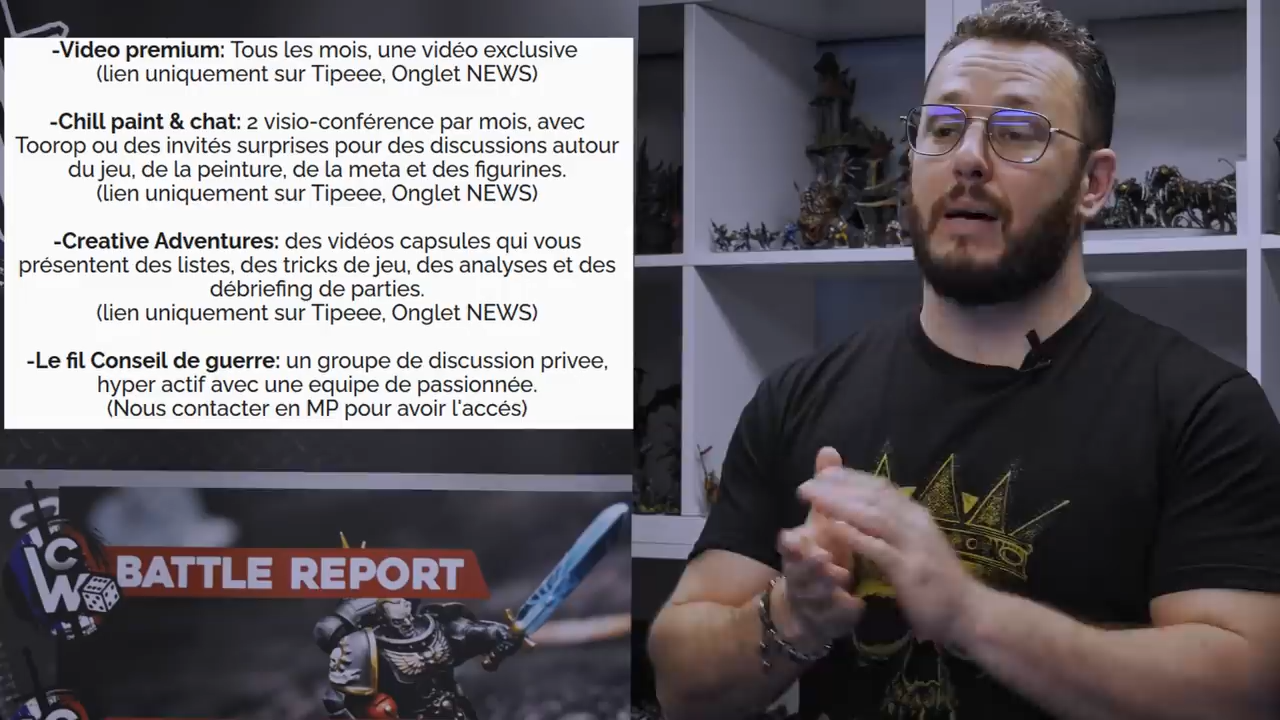 -Video premium: Tous les mois, une vidéo exclusive
(lien uniquement sur Tipeee, Onglet NEWS)
-Chill paint & chat: 2 visio-conférence par mois, avec
Toorop ou des invités surprises pour des discussions autour
du jeu, de la peinture, de la meta et des figurines.
(lien uniquement sur Tipeee, Onglet NEWS)
-Creative Adventures: des vidéos capsules qui vous
présentent des listes, des tricks de jeu, des analyses et des
débriefing de parties.
(lien uniquement sur Tipeee, Onglet NEWS)
-Le fil Conseil de guerre: un groupe de discussion privee,
hyper actif avec une equipe de passionnée.
(Nous contacter en MP pour avoir l'accés)
CW
BATTLE REPORT